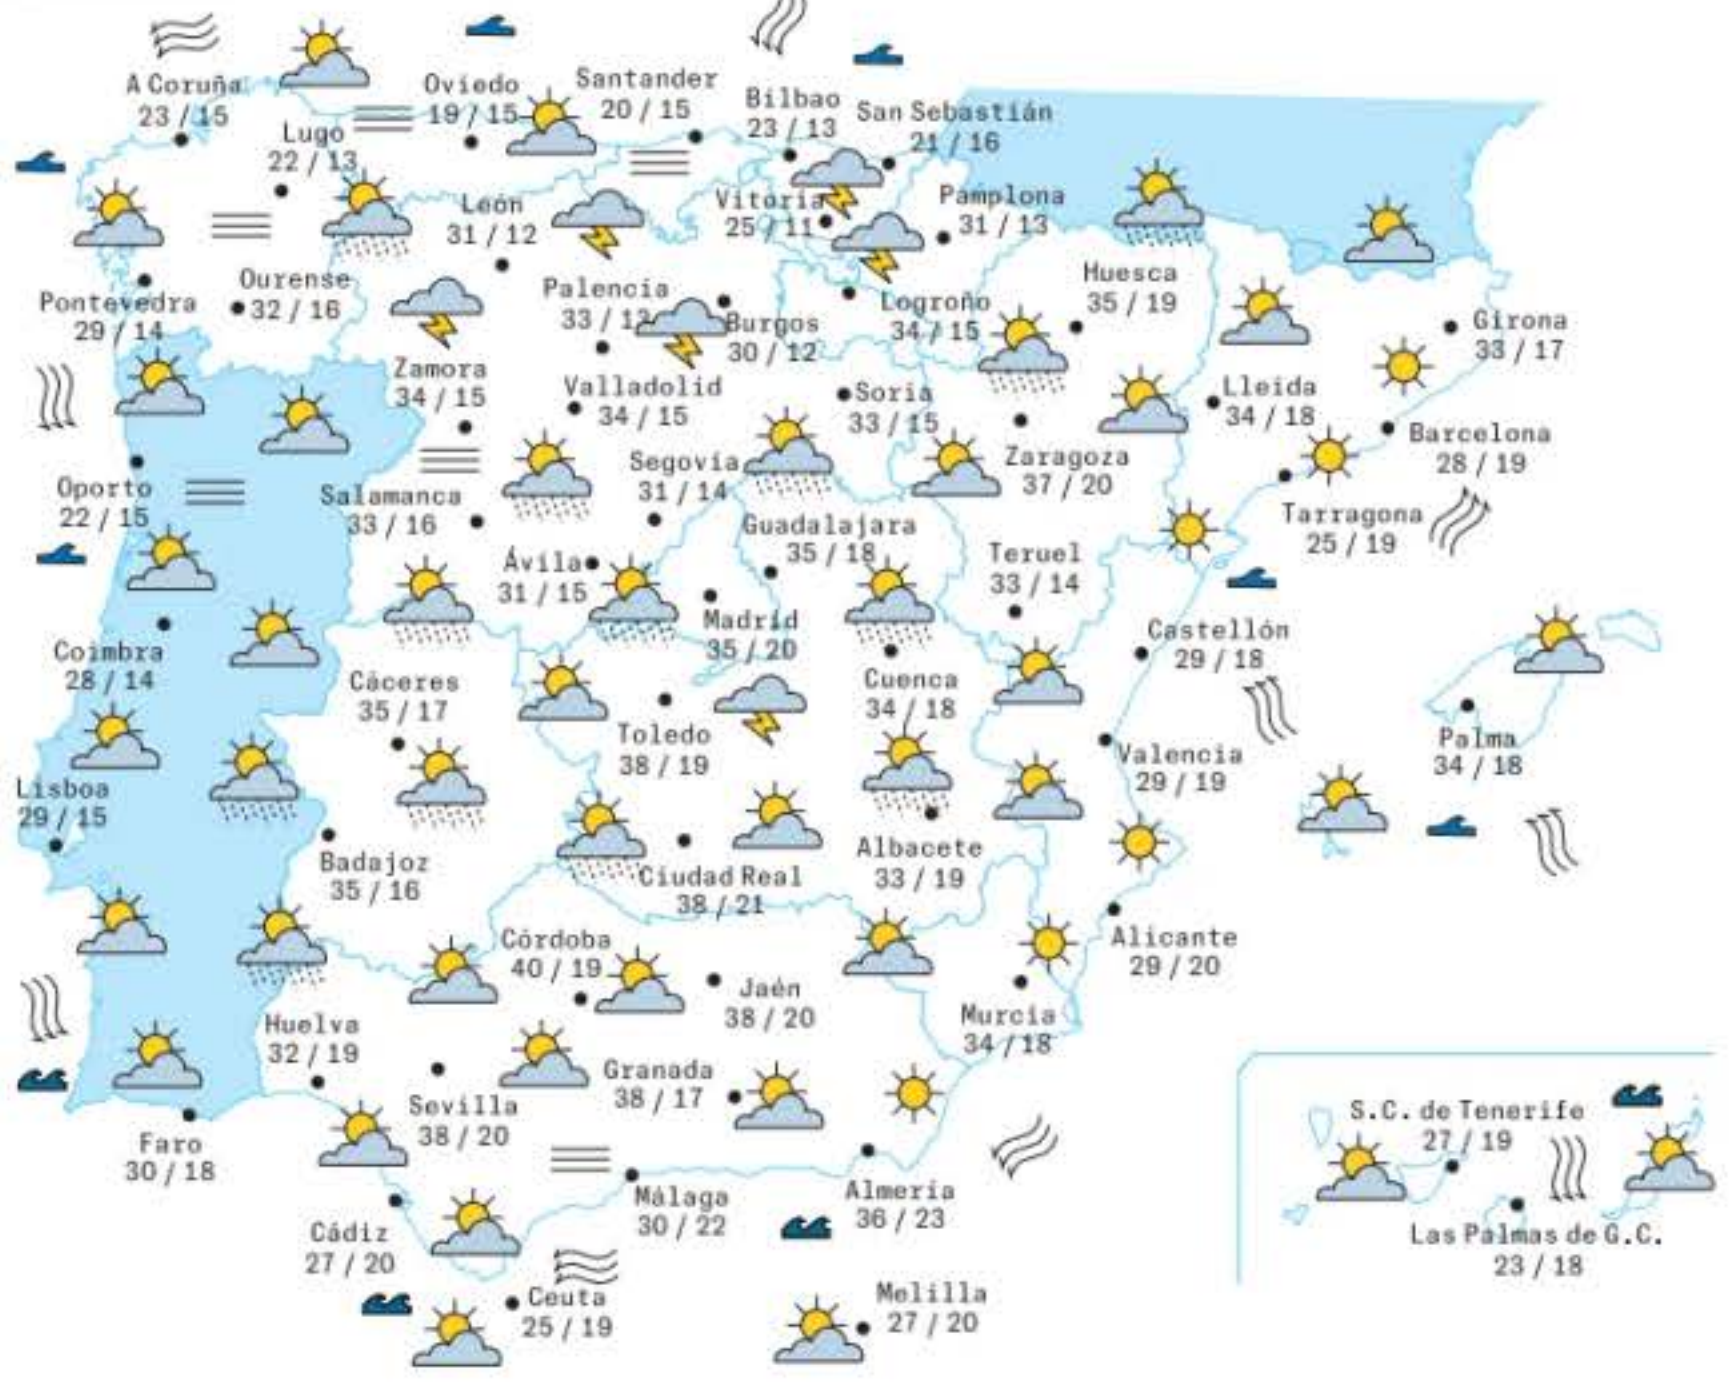 A Coruña
23 / 15
Oviedo
19 / 15
Santander
20 / 15
Bilbao
23 / 13
San Sebastián
21 / 16
Lugo
22 / 13
León
31 / 12
Vitoria
25 / 11
Pamplona
31 / 13
Pontevedra
29 / 14
Ourense
32 / 16
Palencia
33 / 13
Burgos
30 / 12
Logroño
34 / 15
Huesca
35 / 19
Girona
33 / 17
Zamora
34 / 15
Valladolid
34 / 15
Soria
33 / 15
Lleida
34 / 18
Barcelona
28 / 19
Oporto
22 / 15
Salamanca
33 / 16
Segovia
31 / 14
Zaragoza
37 / 20
Tarragona
25 / 19
Guadalajara
35 / 18
Teruel
33 / 14
Ávila
31 / 15
Madrid
35 / 20
Castellón
29 / 18
Coimbra
28 / 14
Cáceres
35 / 17
Toledo
38 / 19
Cuenca
34 / 18
Valencia
29 / 19
Palma
34 / 18
Lisboa
29 / 15
Badajoz
35 / 16
Ciudad Real
38 / 21
Albacete
33 / 19
Alicante
29 / 20
Córdoba
40 / 19
Jaén
38 / 20
Murcia
34 / 18
Huelva
32 / 19
Sevilla
38 / 20
Granada
38 / 17
Faro
30 / 18
Cádiz
27 / 20
Málaga
30 / 22
Almería
36 / 23
Ceuta
25 / 19
Melilla
27 / 20
S.C. de Tenerife
27 / 19
Las Palmas de G.C.
23 / 18